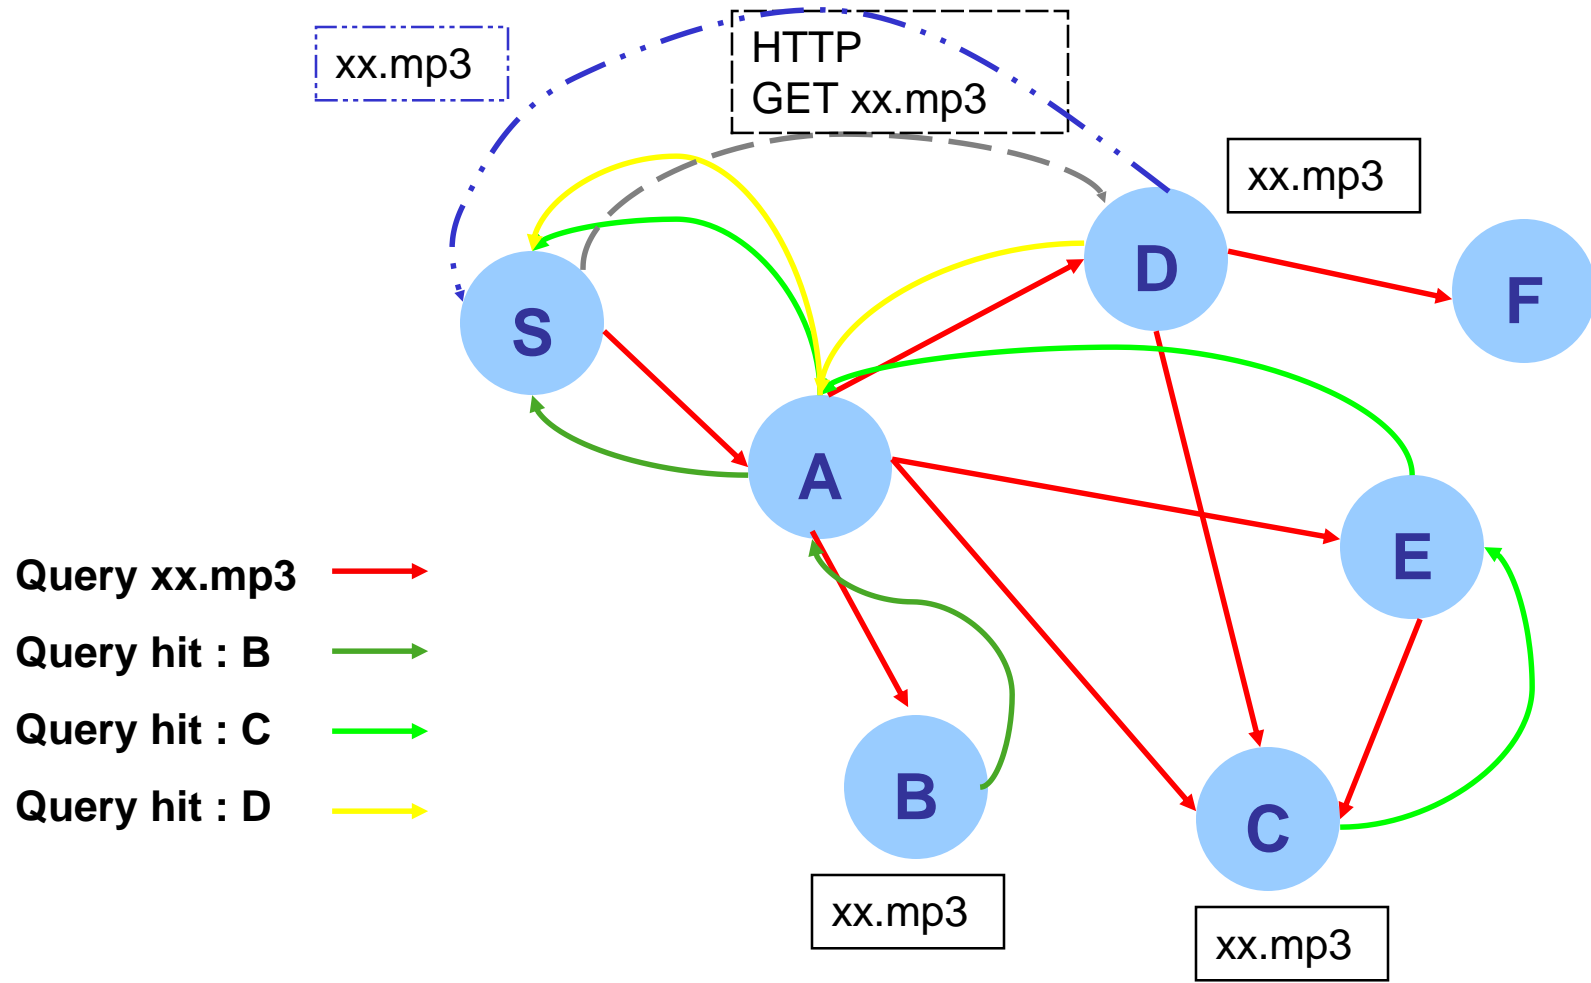 xx.mp3
HTTP
GET xx.mp3
xx.mp3
D
F
S
A
E
Query xx.mp3
Query hit : B
Query hit : C
Query hit : D
B
C
xx.mp3
xx.mp3